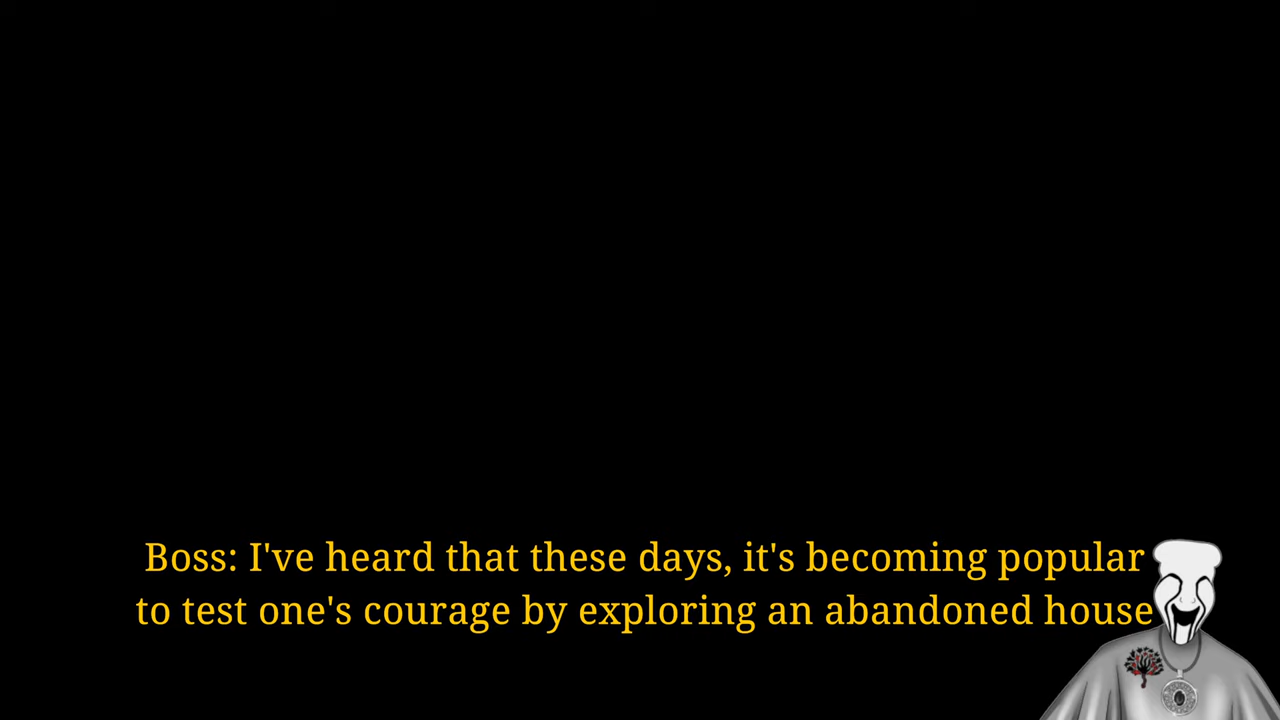 Boss: I've heard that these days, it's becoming popular
to test one's courage by exploring an abandoned house